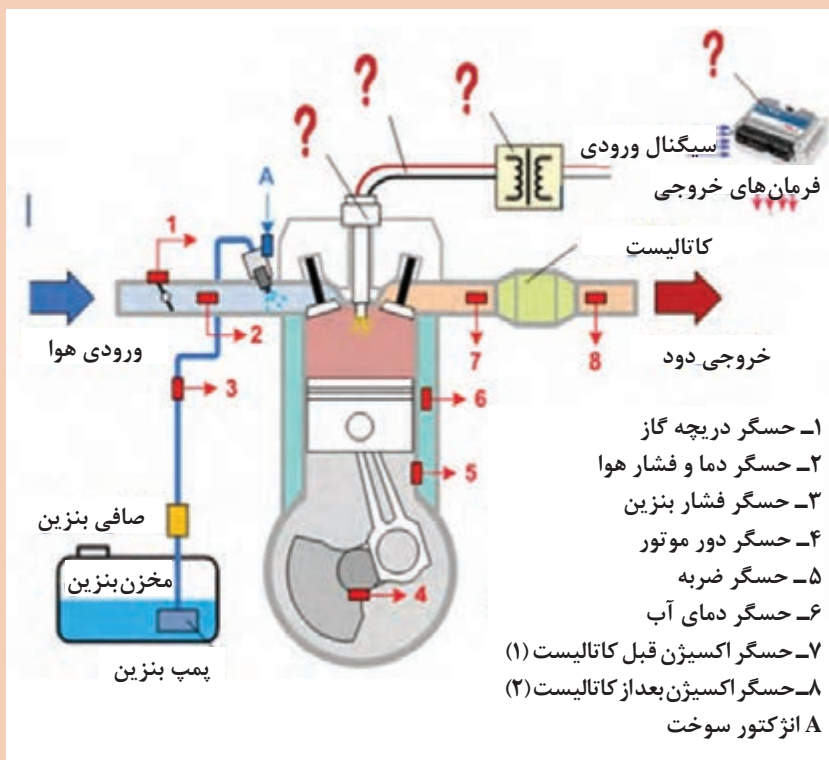 ? ? ? ?
سیگنال ورودی
فرمان‌های خروجی
A
کاتالیست
1
2
ورودی هوا
7
8
خروجی دود
3
6
5
4
صافی بنزین
مخزن بنزین
پمپ بنزین
۱ـ حسگر دریچه گاز
۲ـ حسگر دما و فشار هوا
۳ـ حسگر فشار بنزین
۴ـ حسگر دور موتور
۵ـ حسگر ضربه
۶ـ حسگر دمای آب
۷ـ حسگر اکسیژن قبل کاتالیست (۱)
۸ـ حسگر اکسیژن بعداز کاتالیست (۲)
A انژکتور سوخت